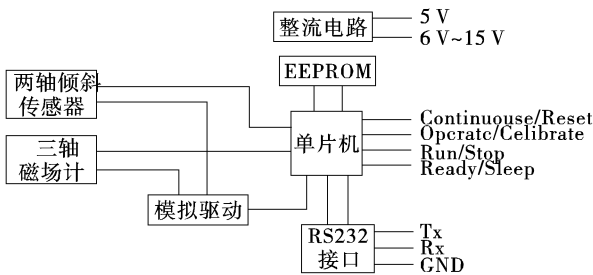 整流电路
5 V
6 V~15 V
EEPROM
两轴倾斜
传感器
三轴
磁场计
单片机
Continuouse/Reset
Opcratc/Celibrate
Run/Stop
Ready/Sleep
模拟驱动
RS232
接口
Tx
Rx
GND